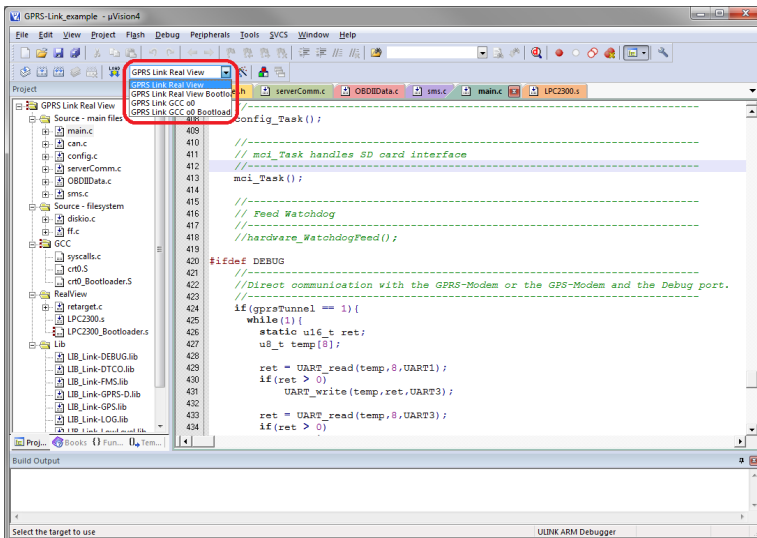 GPRS-Link_example - µVision4
File Edit View Project Flash Debug Peripherals Tools SVCS Window Help
LOAD
GPRS Link Real View
GPRS Link Real View
GPRS Link Real View Bootloa
GPRS Link GCC o0
GPRS Link GCC o0 Bootload
Project
serverComm.c OBDIIData.c sms.c main.c LPC2300.s
GPRS Link Real View
Source - main files
main.c
can.c
config.c
serverComm.c
OBDIIData.c
sms.c
Source - filesystem
diskio.c
ff.c
GCC
syscalls.c
crt0.S
crt0_Bootloader.S
RealView
retarget.c
LPC2300.s
LPC2300_Bootloader.s
Lib
LIB_Link-DEBUG.lib
LIB_Link-DTCO.lib
LIB_Link-FMS.lib
LIB_Link-GPRS-D.lib
LIB_Link-GPS.lib
LIB_Link-LOG.lib
Proj... Books {} Fun... 0 Tem...
//----------------------------------------------------------
408 config_Task();
409
410 //----------------------------------------------------------
411 // mci_Task handles SD card interface
412 //----------------------------------------------------------
413 mci_Task();
414
415 //----------------------------------------------------------
416 // Feed Watchdog
417 //----------------------------------------------------------
418 //hardware_WatchdogFeed();
419
420 #ifdef DEBUG
421 //----------------------------------------------------------
422 //Direct communication with the GPRS-Modem or the GPS-Modem and the Debug port.
423 //----------------------------------------------------------
424 if(gprsTunnel == 1){
425 while(1){
426 static u16_t ret;
427 u8_t temp[8];
428
429 ret = UART_read(temp,8,UART1);
430 if(ret > 0)
431 UART_write(temp,ret,UART3);
432
433 ret = UART_read(temp,8,UART3);
434 if(ret > 0)
Build Output
Select the target to use
ULINK ARM Debugger